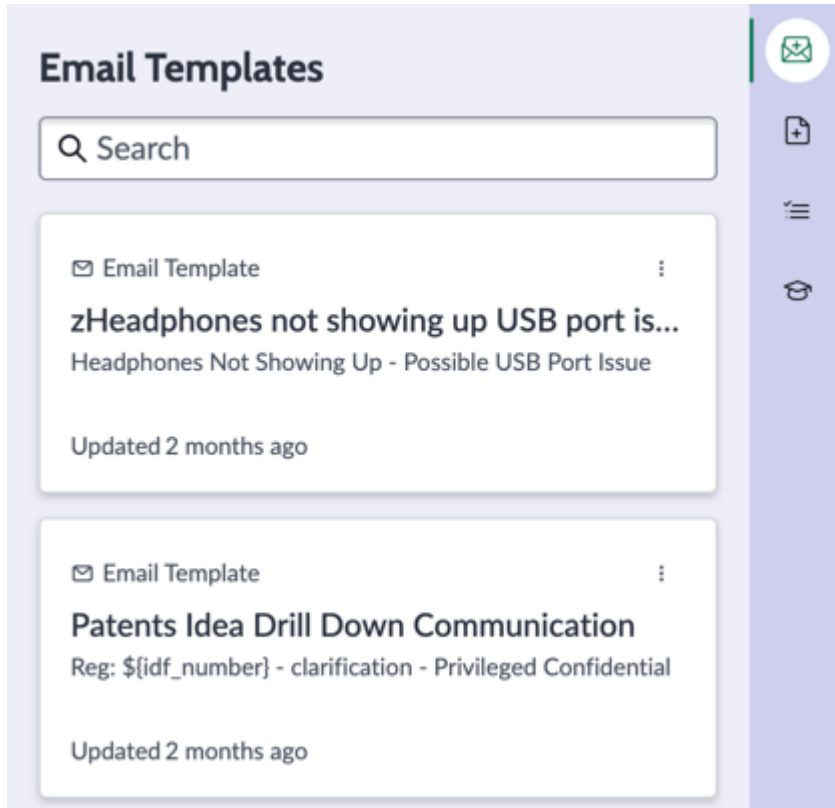 Email Templates
Search
Email Template
zHeadphones not showing up USB port is...
Headphones Not Showing Up - Possible USB Port Issue
Updated 2 months ago
Email Template
Patents Idea Drill Down Communication
Reg: ${idf_number} - clarification - Privileged Confidential
Updated 2 months ago